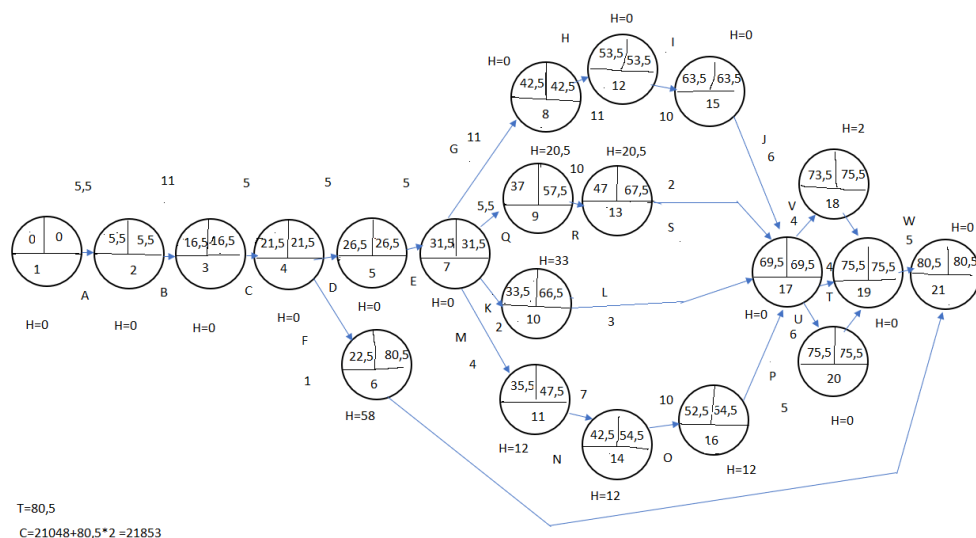 H=0
H
I
H=0
H=0
53,5 53,5
12
63,5 63,5
15
42,5 42,5
8
11
10
11
G
J
6
H=2
H=20,5
10
H=20,5
73,5 75,5
18
5,5
11
5
5
5
5,5
Q
37 57,5
9
R
47 67,5
13
2
S
V
4
W
5
H=0
0 0
1
5,5 5,5
2
16,5 16,5
3
21,5 21,5
4
26,5 26,5
5
31,5 31,5
7
69,5 69,5
17
4
T
75,5 75,5
19
80,5 80,5
21
A
B
C
D
E
H=0
H=0
H=0
H=0
H=0
H=0
H=33
33,5 66,5
10
K
2
L
3
H=0
U
6
H=0
F
1
22,5 80,5
6
H=58
M
4
75,5 75,5
20
H=0
35,5 47,5
11
7
H=12
N
42,5 54,5
14
H=12
10
O
52,5 64,5
16
H=12
P
5
T=80,5
C=21048+80,5*2 =21853